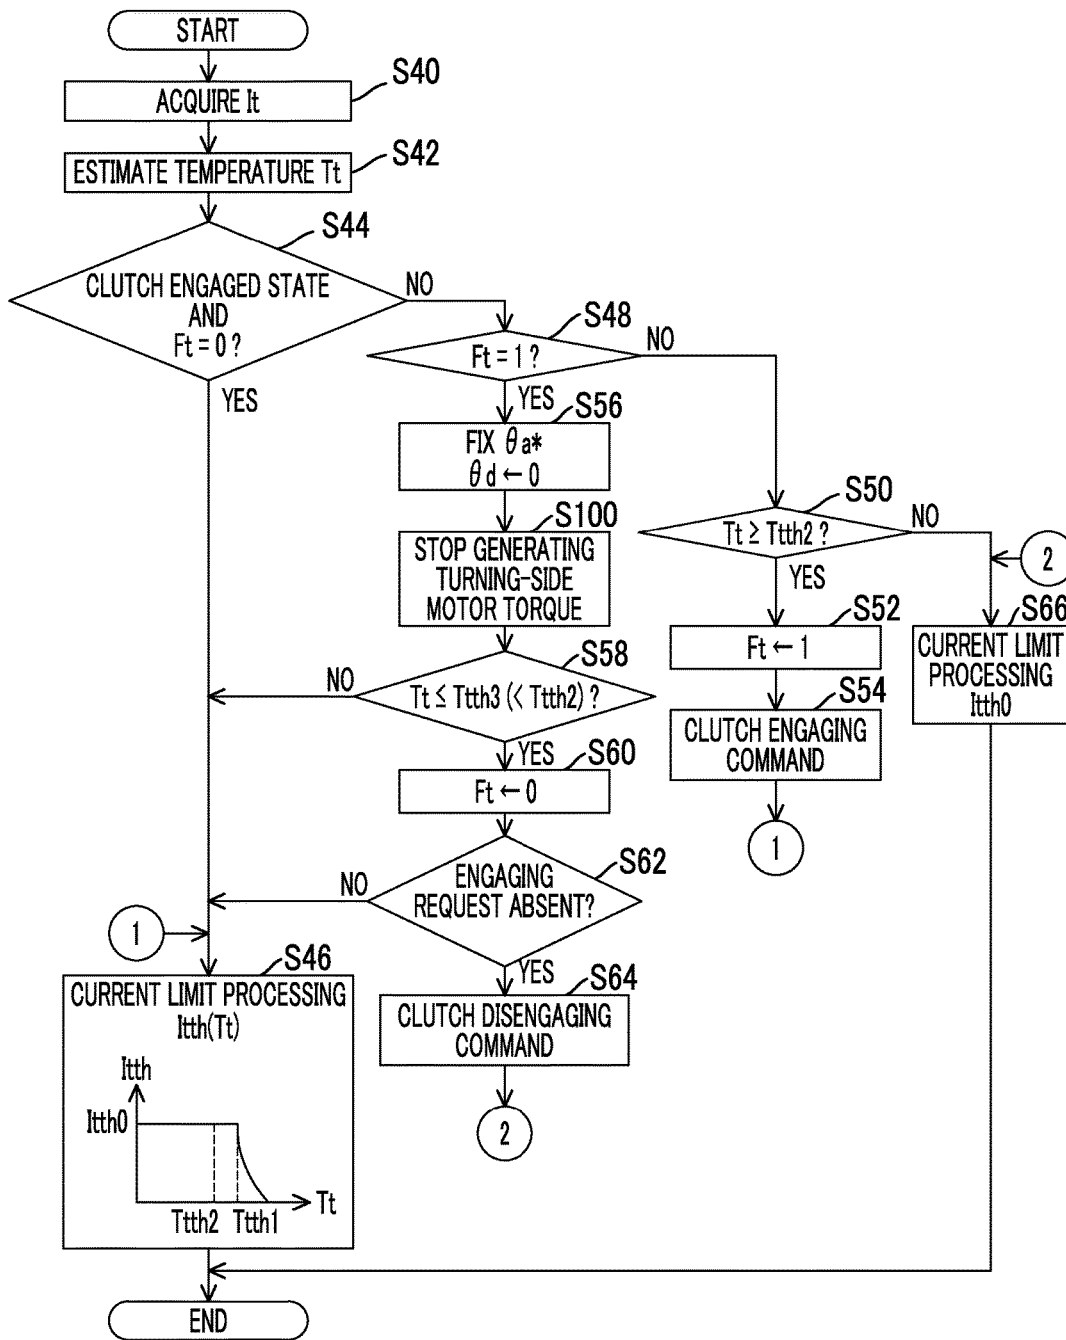 START
S40
ACQUIRE It
S42
ESTIMATE TEMPERATURE Tt
S44
CLUTCH ENGAGED STATE
AND
Ft = 0 ?
NO
YES
S48
Ft = 1 ?
NO
YES
S56
FIX θa*
θd ← 0
S100
STOP GENERATING
TURNING-SIDE
MOTOR TORQUE
S58
Tt ≤ Ttth3 (< Ttth2) ?
NO
YES
S60
Ft ← 0
S62
ENGAGING
REQUEST ABSENT?
NO
YES
S64
CLUTCH DISENGAGING
COMMAND
2
S50
Tt ≥ Ttth2 ?
NO
YES
S52
Ft ← 1
S54
CLUTCH ENGAGING
COMMAND
1
2
S66
CURRENT LIMIT
PROCESSING
Itth0
1
S46
CURRENT LIMIT PROCESSING
Itth(Tt)
Itth
Itth0
Tt
Ttth2 Ttth1
END